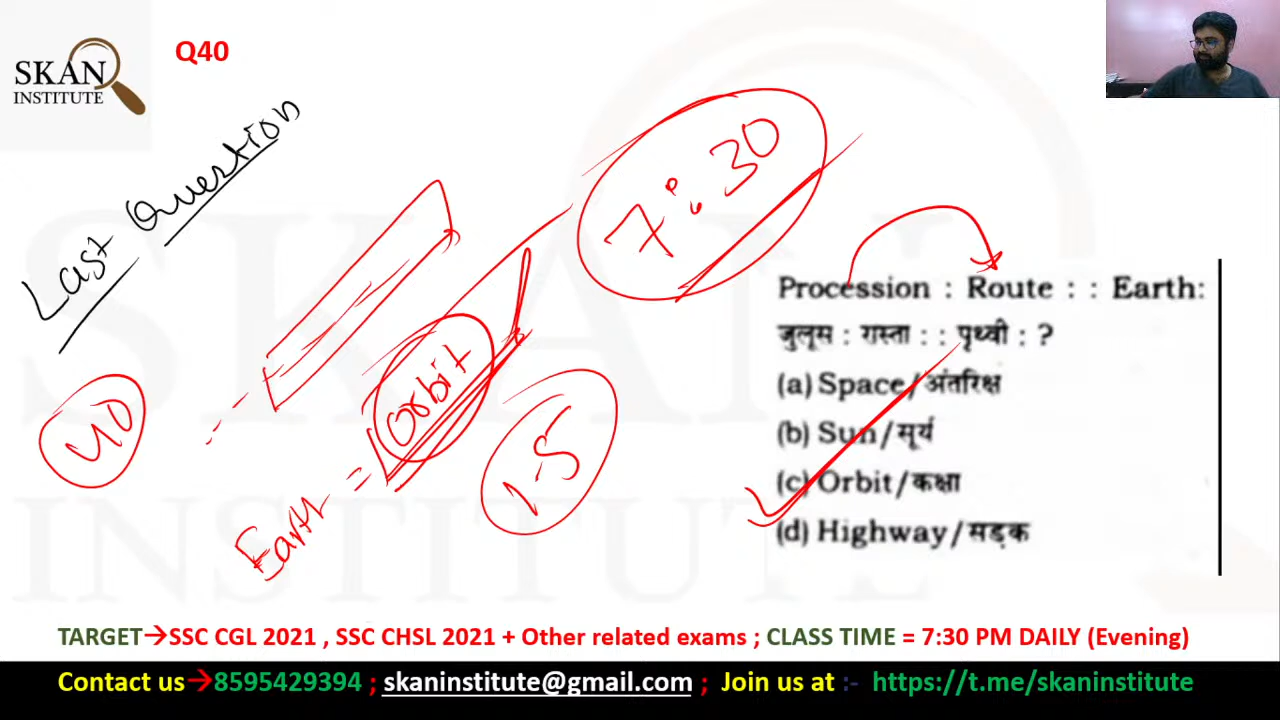 SKAN
INSTITUTE
Q40
Last Question
7:30
Procession : Route : : Earth:
जुलूस : रास्ता : : पृथ्वी : ?
(a) Space/अंतरिक्ष
(b) Sun/सूर्य
(c) Orbit/कक्षा
(d) Highway/सड़क
40
Earth = orbit
1.5
TARGET→SSC CGL 2021 , SSC CHSL 2021 + Other related exams ; CLASS TIME = 7:30 PM DAILY (Evening)
Contact us→8595429394 ; skaninstitute@gmail.com ; Join us at :- https://t.me/skaninstitute